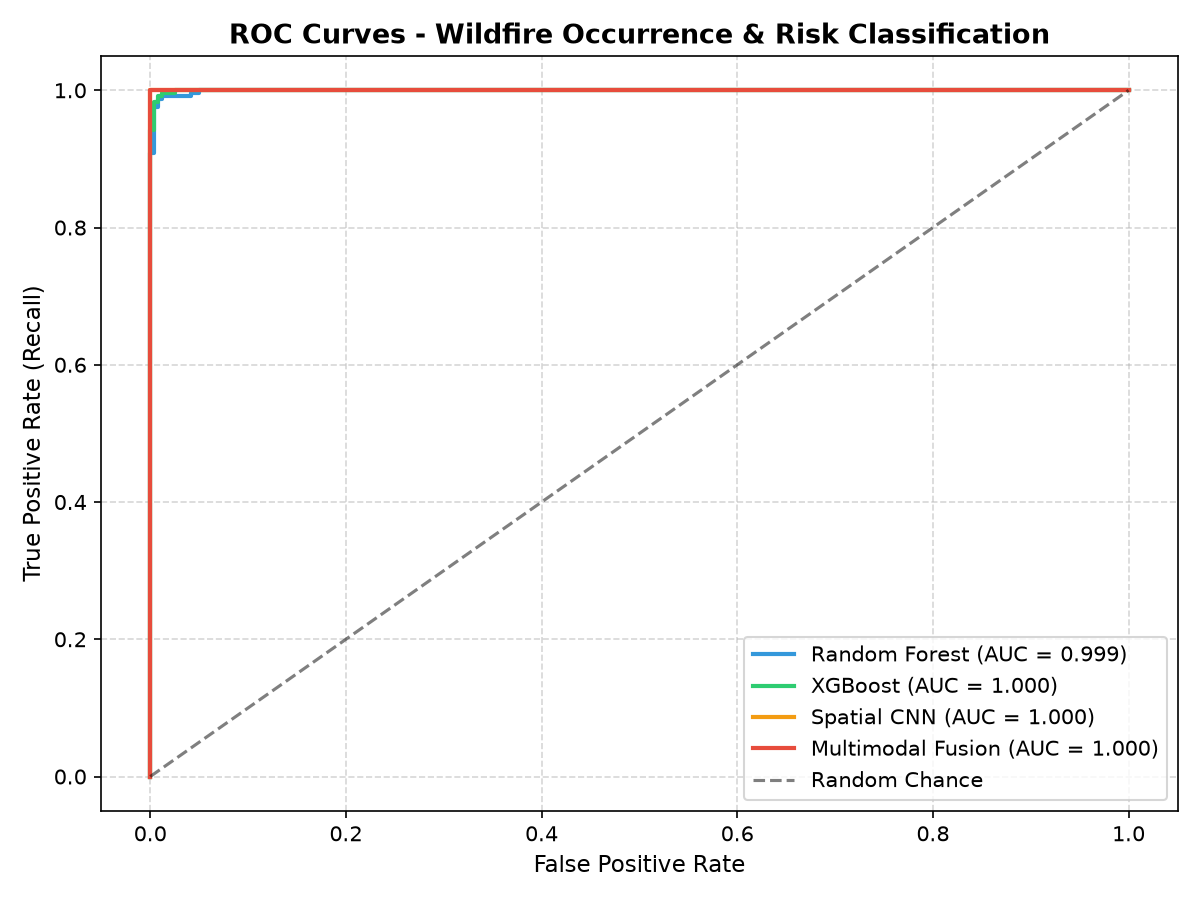 ROC Curves - Wildfire Occurrence & Risk Classification
True Positive Rate (Recall)
1.0
0.8
0.6
0.4
0.2
0.0
Random Forest (AUC = 0.999)
XGBoost (AUC = 1.000)
Spatial CNN (AUC = 1.000)
Multimodal Fusion (AUC = 1.000)
Random Chance
0.0 0.2 0.4 0.6 0.8 1.0
False Positive Rate